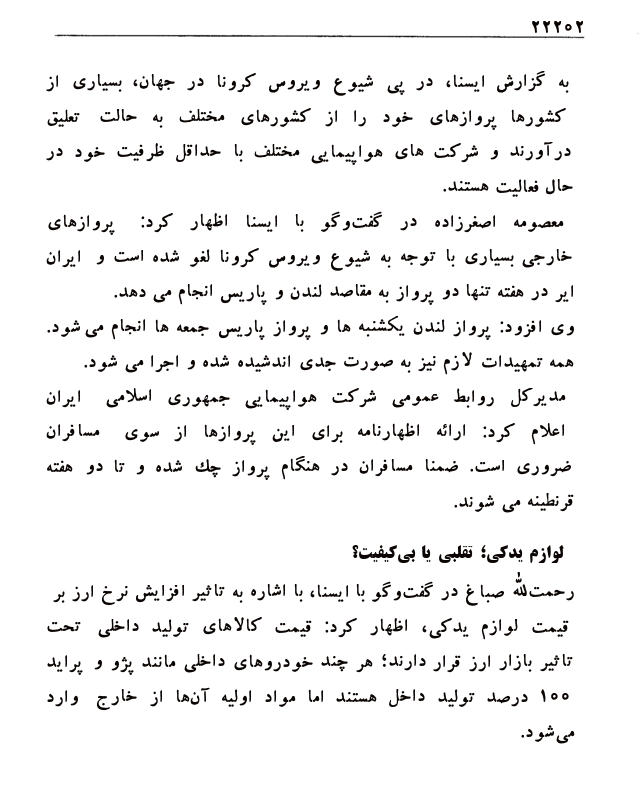 ۲۲۲۰۲
به گزارش ایسنا، در پی شیوع ویروس کرونا در جهان، بسیاری از
کشورها پروازهای خود را از کشورهای مختلف به حالت تعلیق
درآورند و شرکت های هواپیمایی مختلف با حداقل ظرفیت خود در
حال فعالیت هستند.
معصومه اصغرزاده در گفت‌وگو با ایسنا اظهار کرد: پروازهای
خارجی بسیاری با توجه به شیوع ویروس کرونا لغو شده است و ایران
ایر در هفته تنها دو پرواز به مقاصد لندن و پاریس انجام می دهد.
وی افزود: پرواز لندن یکشنبه ها و پرواز پاریس جمعه ها انجام می شود.
همه تمهیدات لازم نیز به صورت جدی اندشیده شده و اجرا می شود.
مدیرکل روابط عمومی شرکت هواپیمایی جمهوری اسلامی ایران
اعلام کرد: ارائه اظهارنامه برای این پروازها از سوی مسافران
ضروری است. ضمنا مسافران در هنگام پرواز چك شده و تا دو هفته
قرنطینه می شوند.
لوازم یدکی؛ تقلبی یا بی‌کیفیت؟
رحمت‌الله صباغ در گفت‌وگو با ایسنا، با اشاره به تاثیر افزایش نرخ ارز بر
قیمت لوازم یدکی، اظهار کرد: قیمت کالاهای تولید داخلی تحت
تاثیر بازار ارز قرار دارند؛ هر چند خودروهای داخلی مانند پژو و پراید
۱۰۰ درصد تولید داخل هستند اما مواد اولیه آن‌ها از خارج وارد
می‌شود.